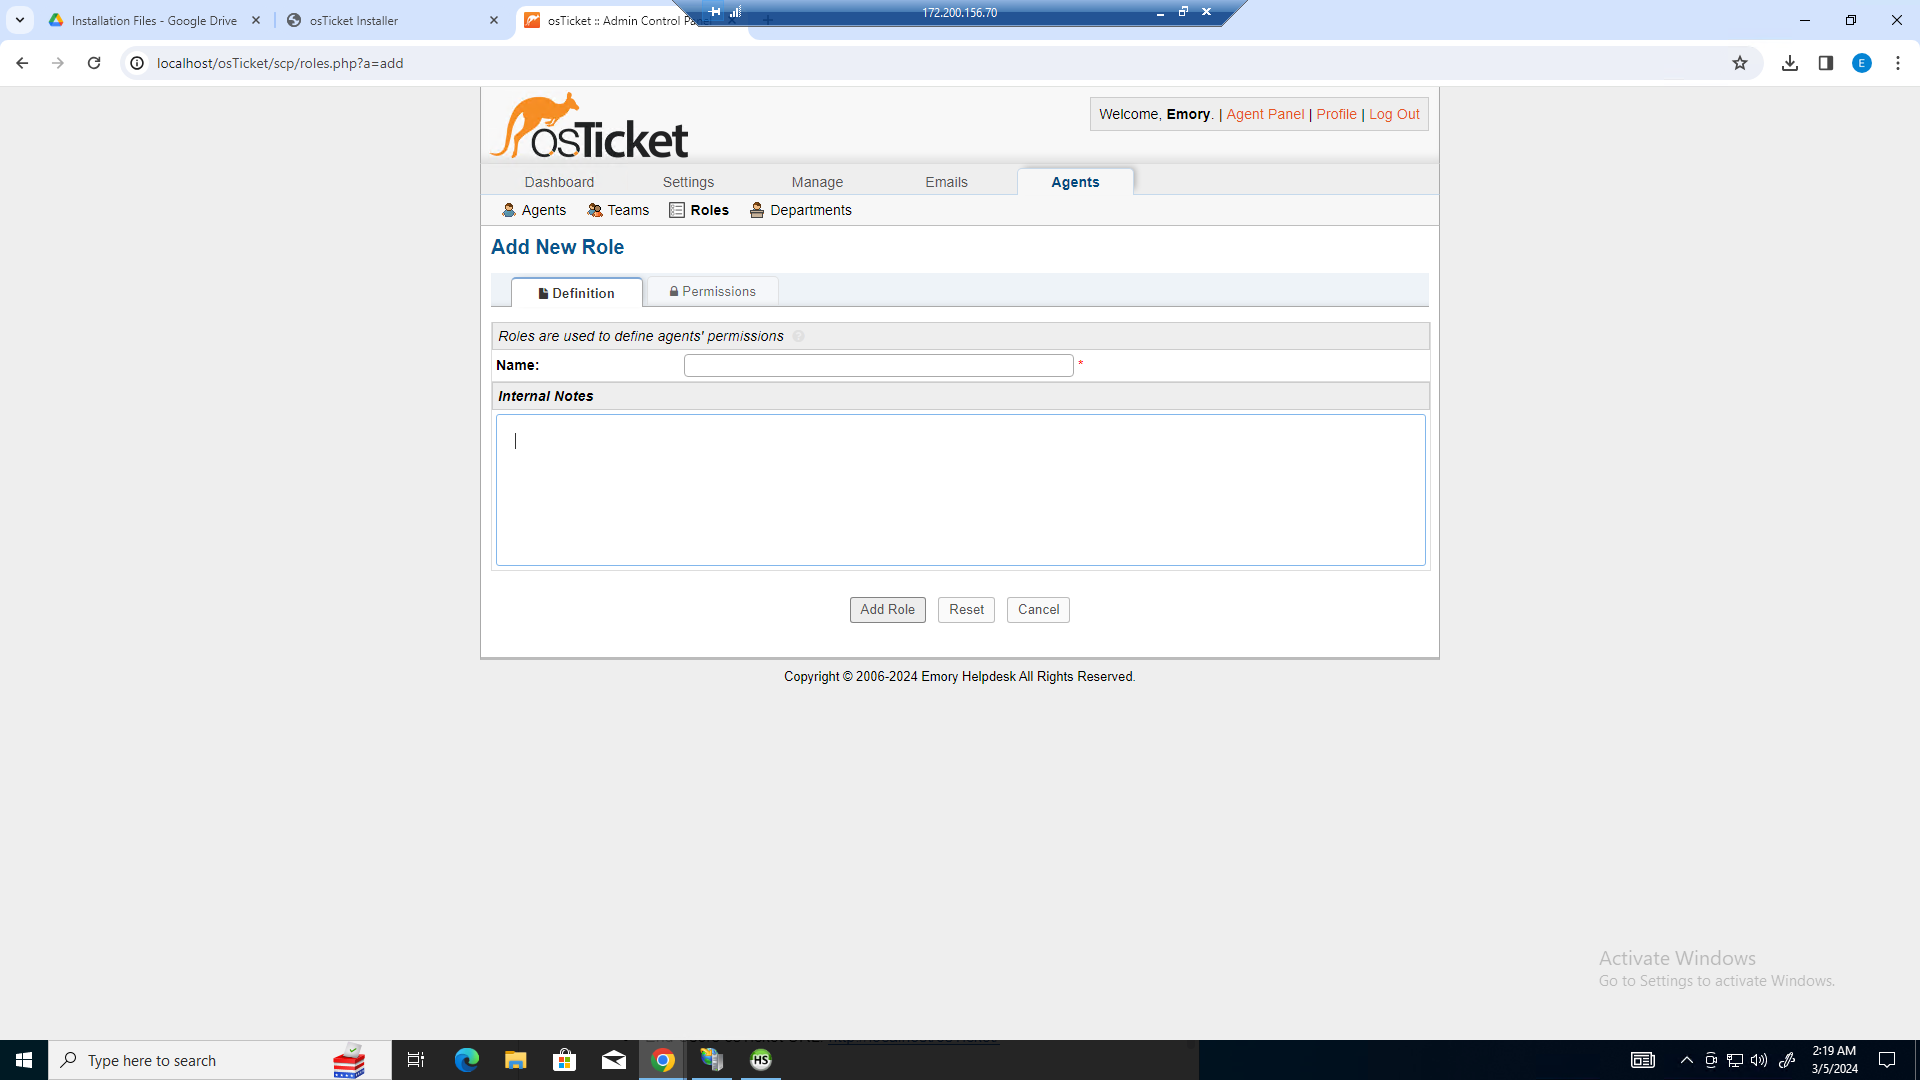 Installation Files - Google Drive
osTicket Installer
osTicket :: Admin Control Pane
172.200.156.70
localhost/osTicket/scp/roles.php?a=add
E
osTicket
Welcome, Emory. | Agent Panel | Profile | Log Out
Dashboard Settings Manage Emails Agents
Agents Teams Roles Departments
Add New Role
Definition Permissions
Roles are used to define agents' permissions
Name: *
Internal Notes
Add Role Reset Cancel
Copyright © 2006-2024 Emory Helpdesk All Rights Reserved.
Activate Windows
Go to Settings to activate Windows.
Type here to search
HS
2:19 AM
3/5/2024